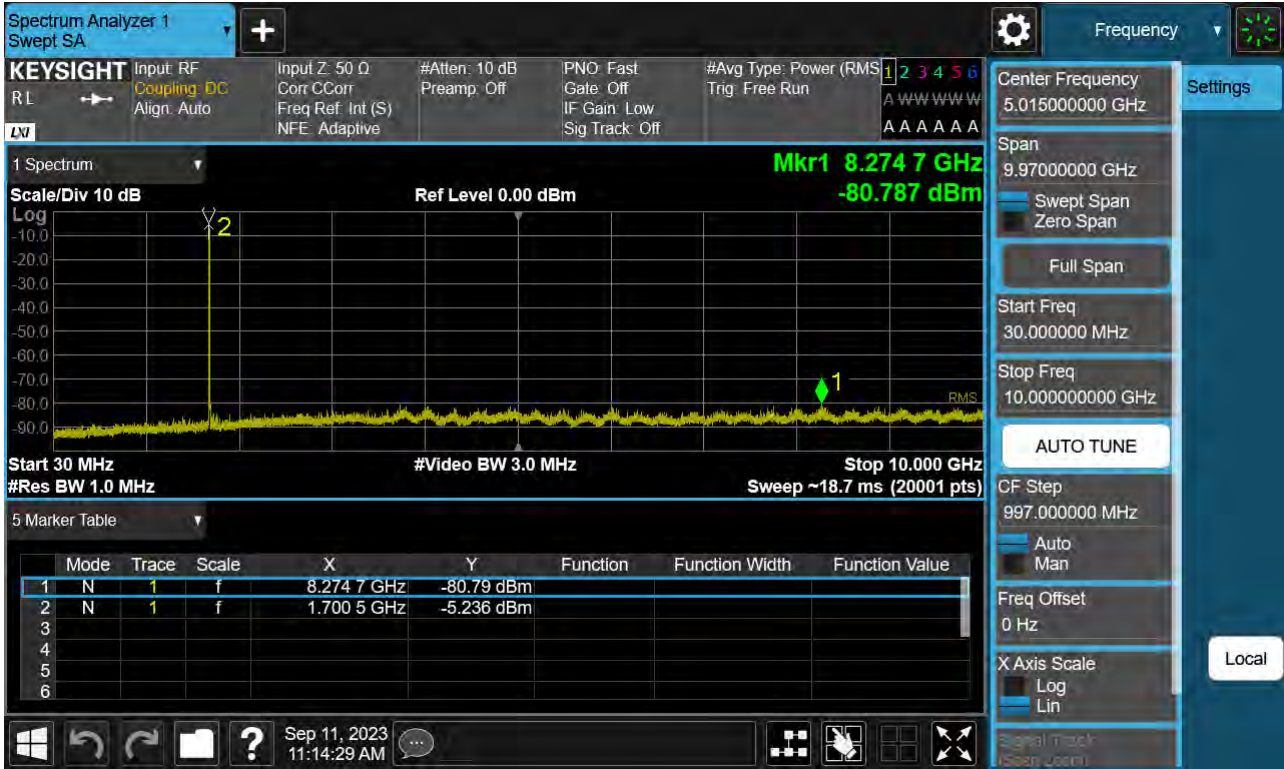 Spectrum Analyzer 1
Swept SA
+
Frequency
KEYSIGHT
RL
LXI
Input: RF
Coupling: DC
Align: Auto
Input Z: 50 Ω
Corr CCorr
Freq Ref: Int (S)
NFE: Adaptive
#Atten: 10 dB
Preamp: Off
PNO: Fast
Gate: Off
IF Gain: Low
Sig Track: Off
#Avg Type: Power (RMS
Trig: Free Run
1 2 3 4 5 6
A W W W W W
A A A A A A
1 Spectrum
Mkr1 8.274 7 GHz
-80.787 dBm
Scale/Div 10 dB
Ref Level 0.00 dBm
Log
-10.0
-20.0
-30.0
-40.0
-50.0
-60.0
-70.0
-80.0
-90.0
2
1
RMS
Start 30 MHz
#Video BW 3.0 MHz
Stop 10.000 GHz
#Res BW 1.0 MHz
Sweep ~18.7 ms (20001 pts)
5 Marker Table
Mode Trace Scale X Y Function Function Width Function Value
1 N 1 f 8.274 7 GHz -80.79 dBm
2 N 1 f 1.700 5 GHz -5.236 dBm
3
4
5
6
Sep 11, 2023
11:14:29 AM
Center Frequency
5.015000000 GHz
Span
9.97000000 GHz
Swept Span
Zero Span
Full Span
Start Freq
30.000000 MHz
Stop Freq
10.000000000 GHz
AUTO TUNE
CF Step
997.000000 MHz
Auto
Man
Freq Offset
0 Hz
X Axis Scale
Log
Lin
Signal Track
(Span Zoom)
Settings
Local